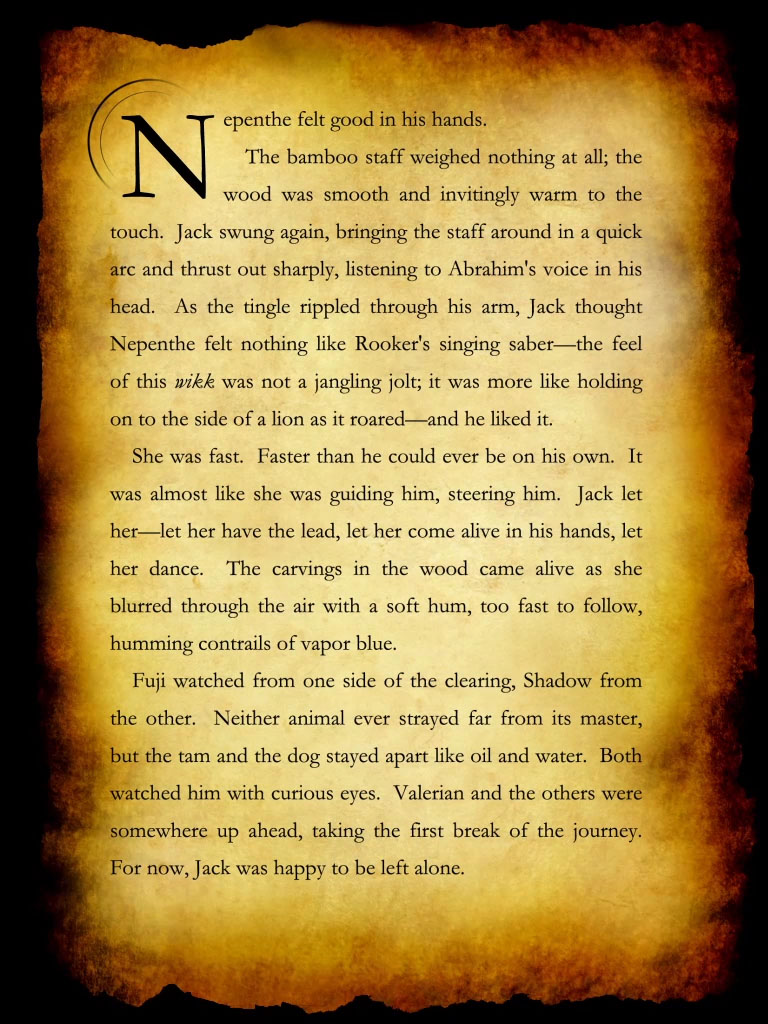 Nepenthe felt good in his hands.
The bamboo staff weighed nothing at all; the
wood was smooth and invitingly warm to the
touch. Jack swung again, bringing the staff around in a quick
arc and thrust out sharply, listening to Abrahim's voice in his
head. As the tingle rippled through his arm, Jack thought
Nepenthe felt nothing like Rooker's singing saber—the feel
of this wikk was not a jangling jolt; it was more like holding
on to the side of a lion as it roared—and he liked it.
She was fast. Faster than he could ever be on his own. It
was almost like she was guiding him, steering him. Jack let
her—let her have the lead, let her come alive in his hands, let
her dance. The carvings in the wood came alive as she
blurred through the air with a soft hum, too fast to follow,
humming contrails of vapor blue.
Fuji watched from one side of the clearing, Shadow from
the other. Neither animal ever strayed far from its master,
but the tam and the dog stayed apart like oil and water. Both
watched him with curious eyes. Valerian and the others were
somewhere up ahead, taking the first break of the journey.
For now, Jack was happy to be left alone.